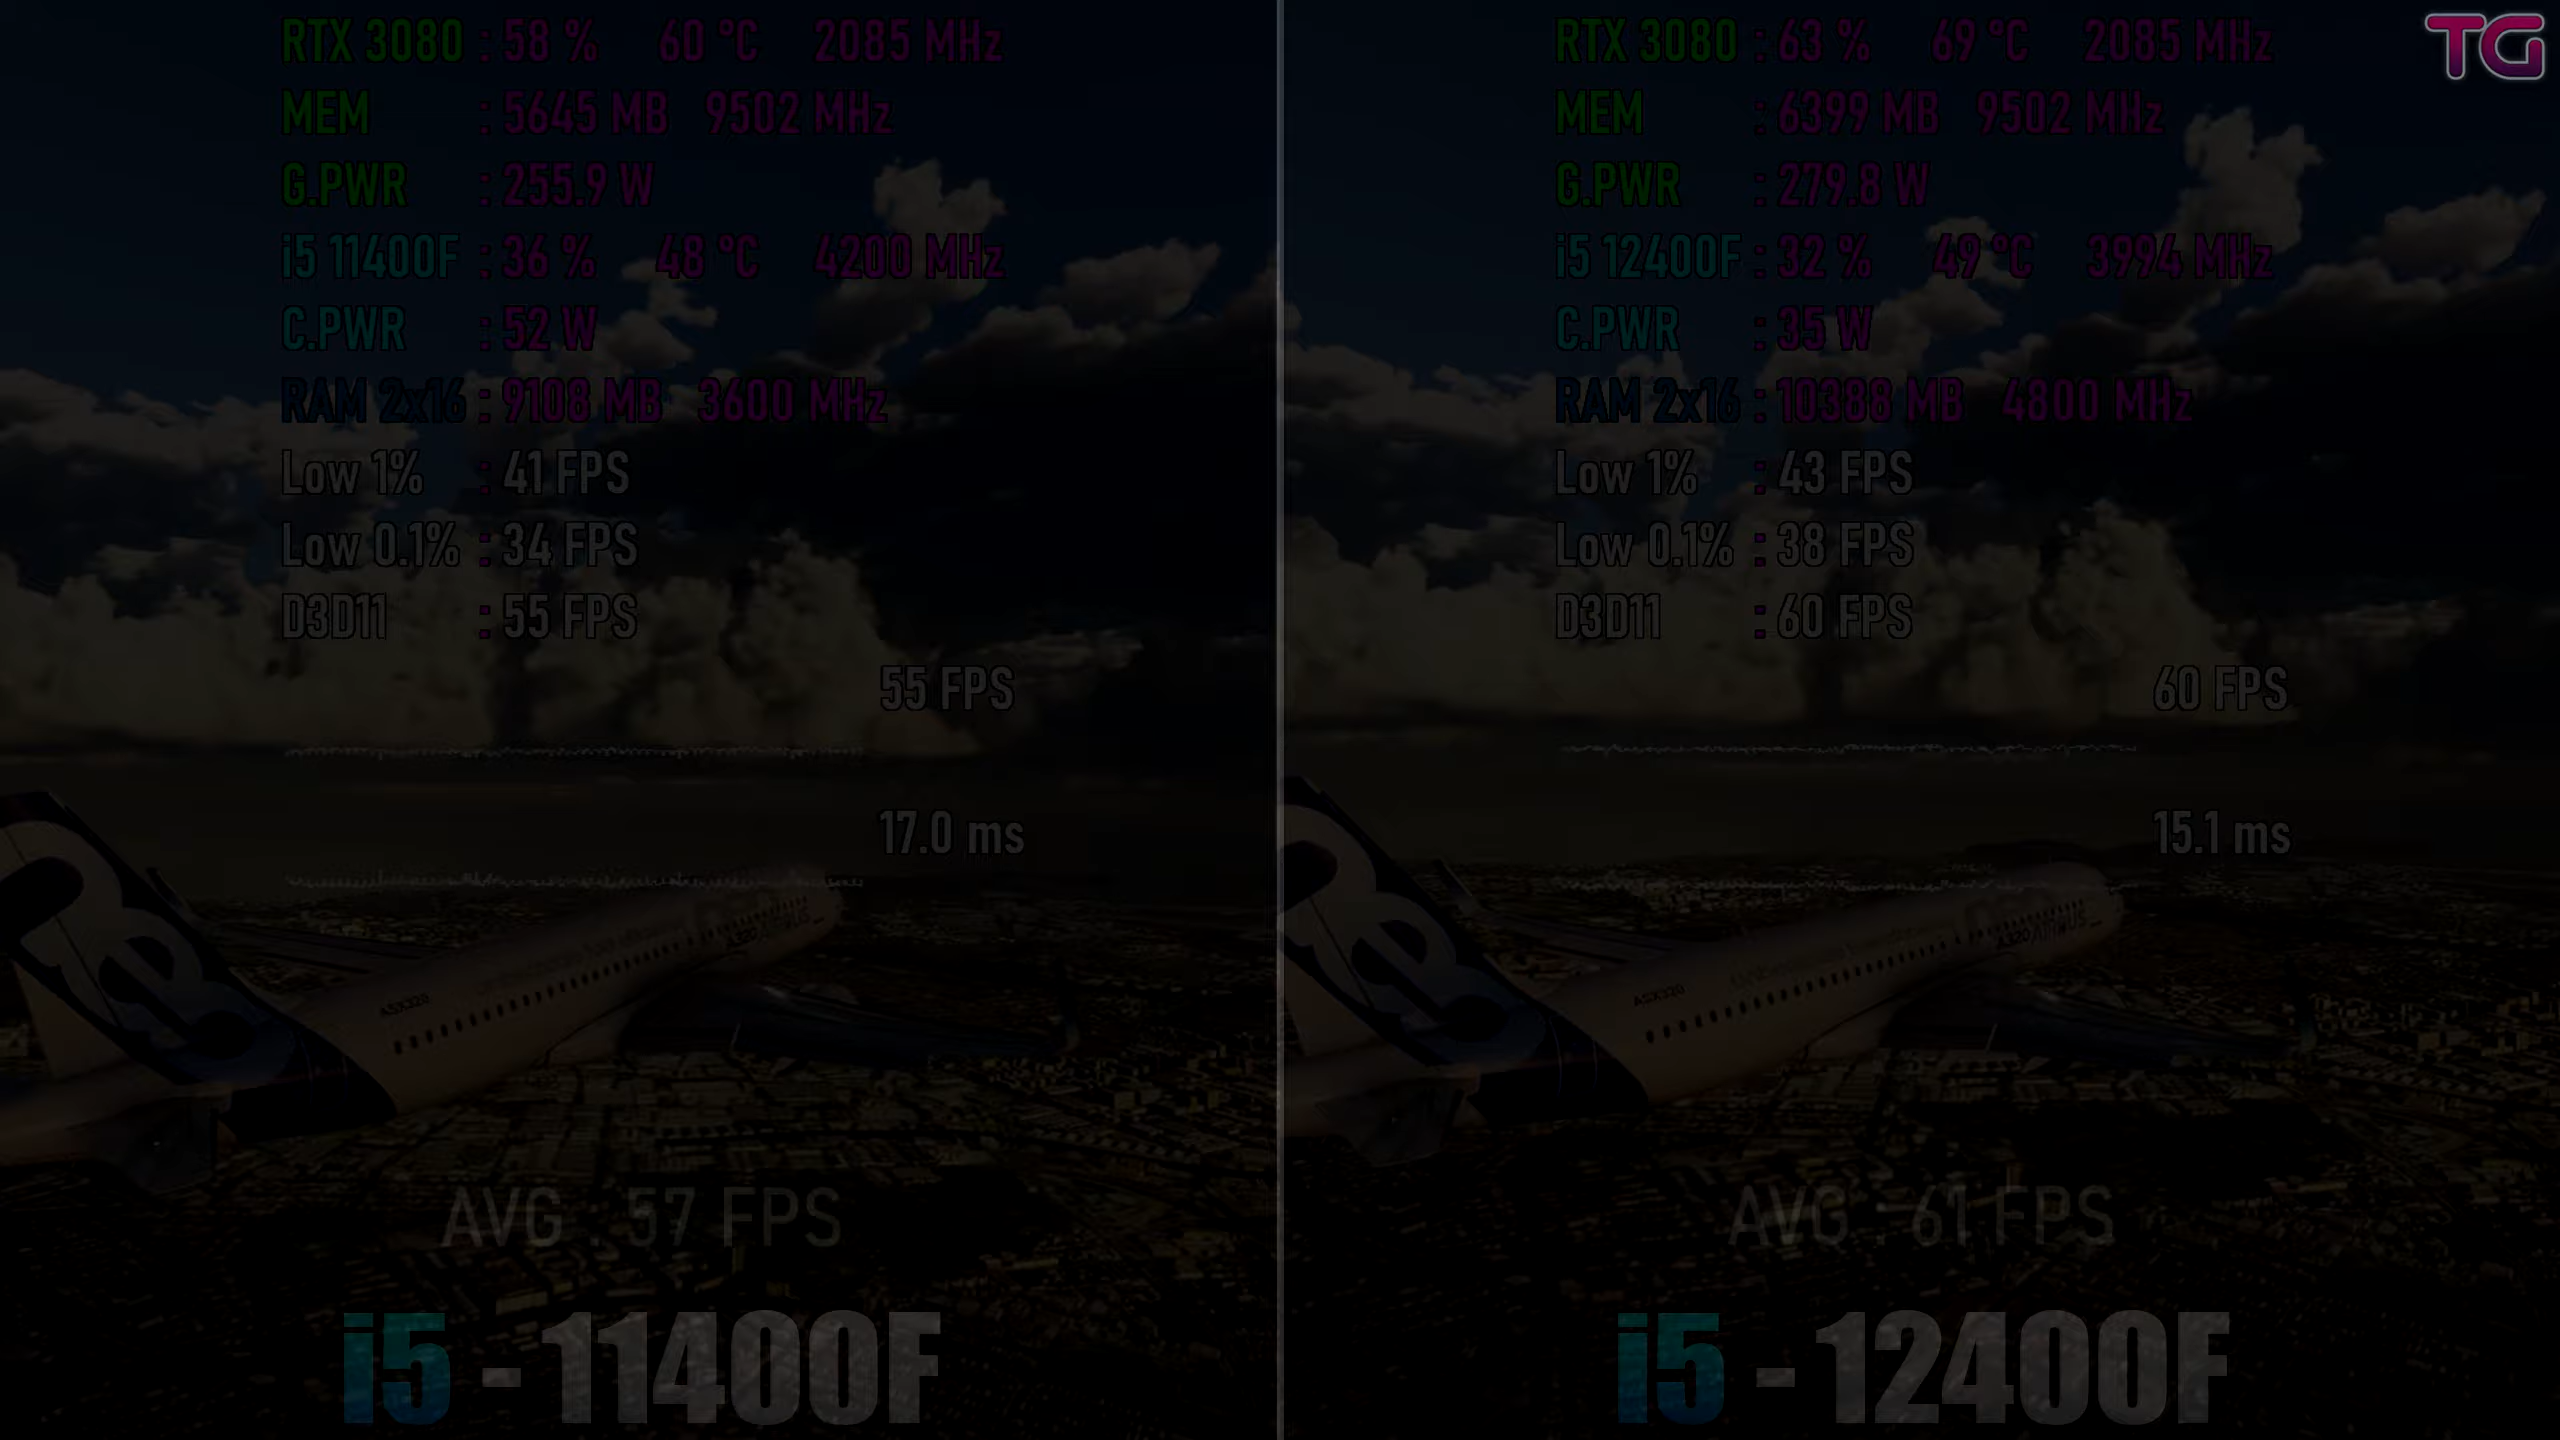 RTX 3080 : 58 % 60 °C 2085 MHz
MEM : 5645 MB 9502 MHz
G.PWR : 255.9 W
i5 11400F : 36 % 48 °C 4200 MHz
C.PWR : 52 W
RAM 2x16 : 9108 MB 3600 MHz
Low 1% : 41 FPS
Low 0.1% : 34 FPS
D3D11 : 55 FPS
55 FPS
17.0 ms
A320
ASX320
AVG : 57 FPS
i5 - 11400F
TG
RTX 3080 : 63 % 69 °C 2085 MHz
MEM : 6399 MB 9502 MHz
G.PWR : 279.8 W
i5 12400F : 32 % 49 °C 3994 MHz
C.PWR : 35 W
RAM 2x16 : 10388 MB 4800 MHz
Low 1% : 43 FPS
Low 0.1% : 38 FPS
D3D11 : 60 FPS
60 FPS
15.1 ms
A320
ASX320
AVG : 61 FPS
i5 - 12400F